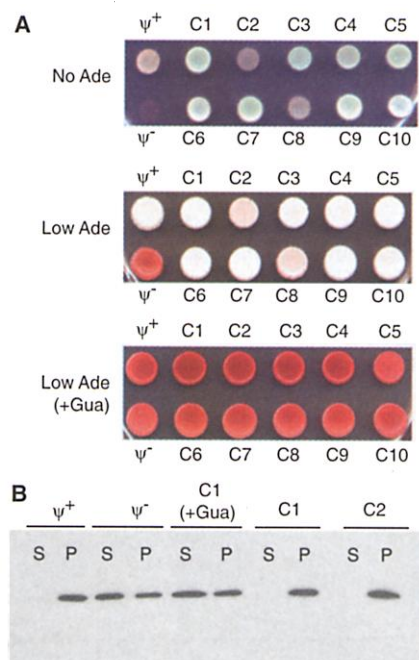 A
ψ+ C1 C2 C3 C4 C5
No Ade
ψ- C6 C7 C8 C9 C10
ψ+ C1 C2 C3 C4 C5
Low Ade
ψ- C6 C7 C8 C9 C10
ψ+ C1 C2 C3 C4 C5
Low Ade
(+Gua)
ψ- C6 C7 C8 C9 C10
B
ψ+ ψ- C1 (+Gua) C1 C2
S P S P S P S P S P